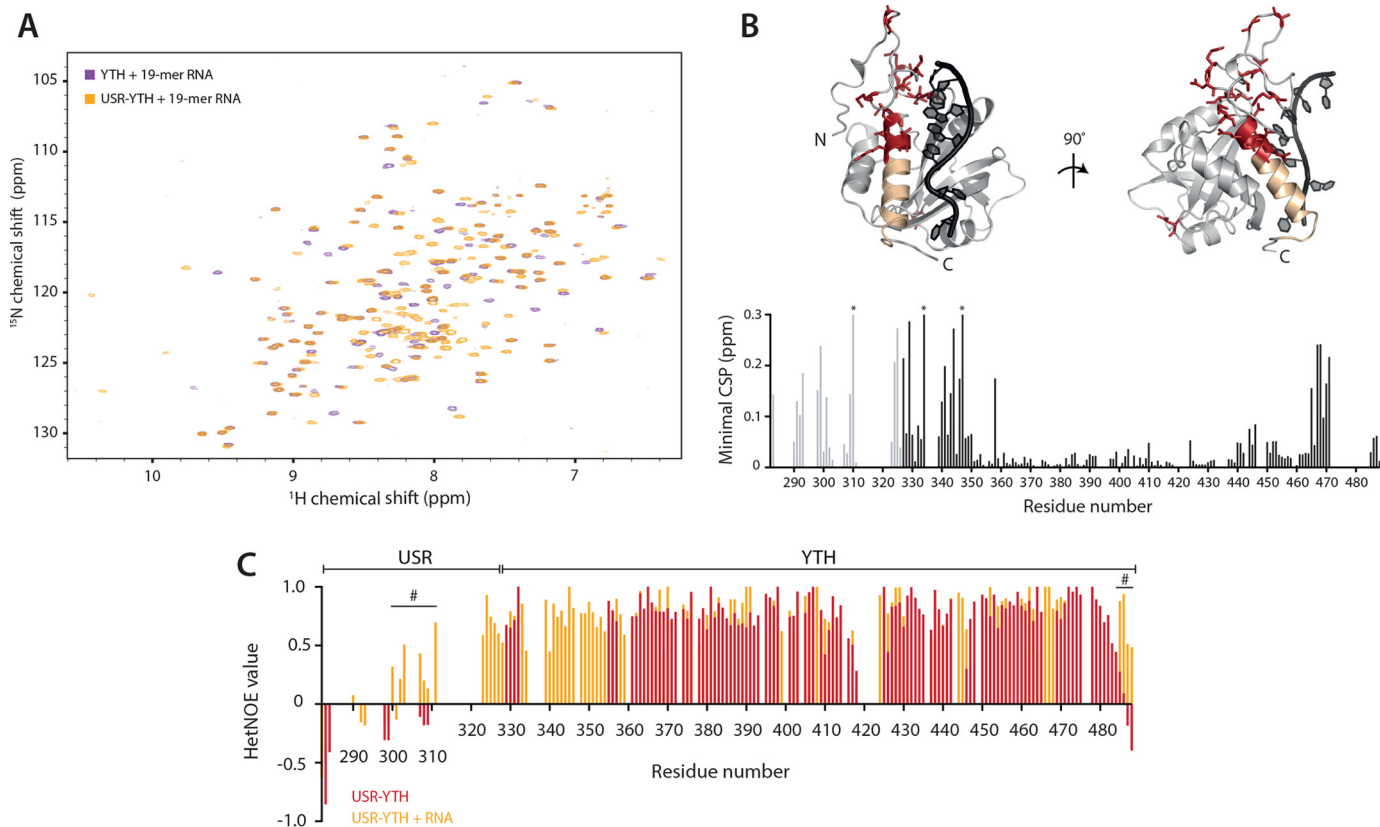 A
YTH + 19-mer RNA
USR-YTH + 19-mer RNA
105
110
115
120
125
130
¹⁵N chemical shift (ppm)
10 9 8 7
¹H chemical shift (ppm)
B
N
C
90°
C
0.3
0.2
0.1
0
* * *
Minimal CSP (ppm)
290 300 310 320 330 340 350 360 370 380 390 400 410 420 430 440 450 460 470 480
Residue number
C
USR YTH
# #
1.0
0.5
0
-0.5
-1.0
HetNOE value
290 300 310 320 330 340 350 360 370 380 390 400 410 420 430 440 450 460 470 480
Residue number
USR-YTH
USR-YTH + RNA